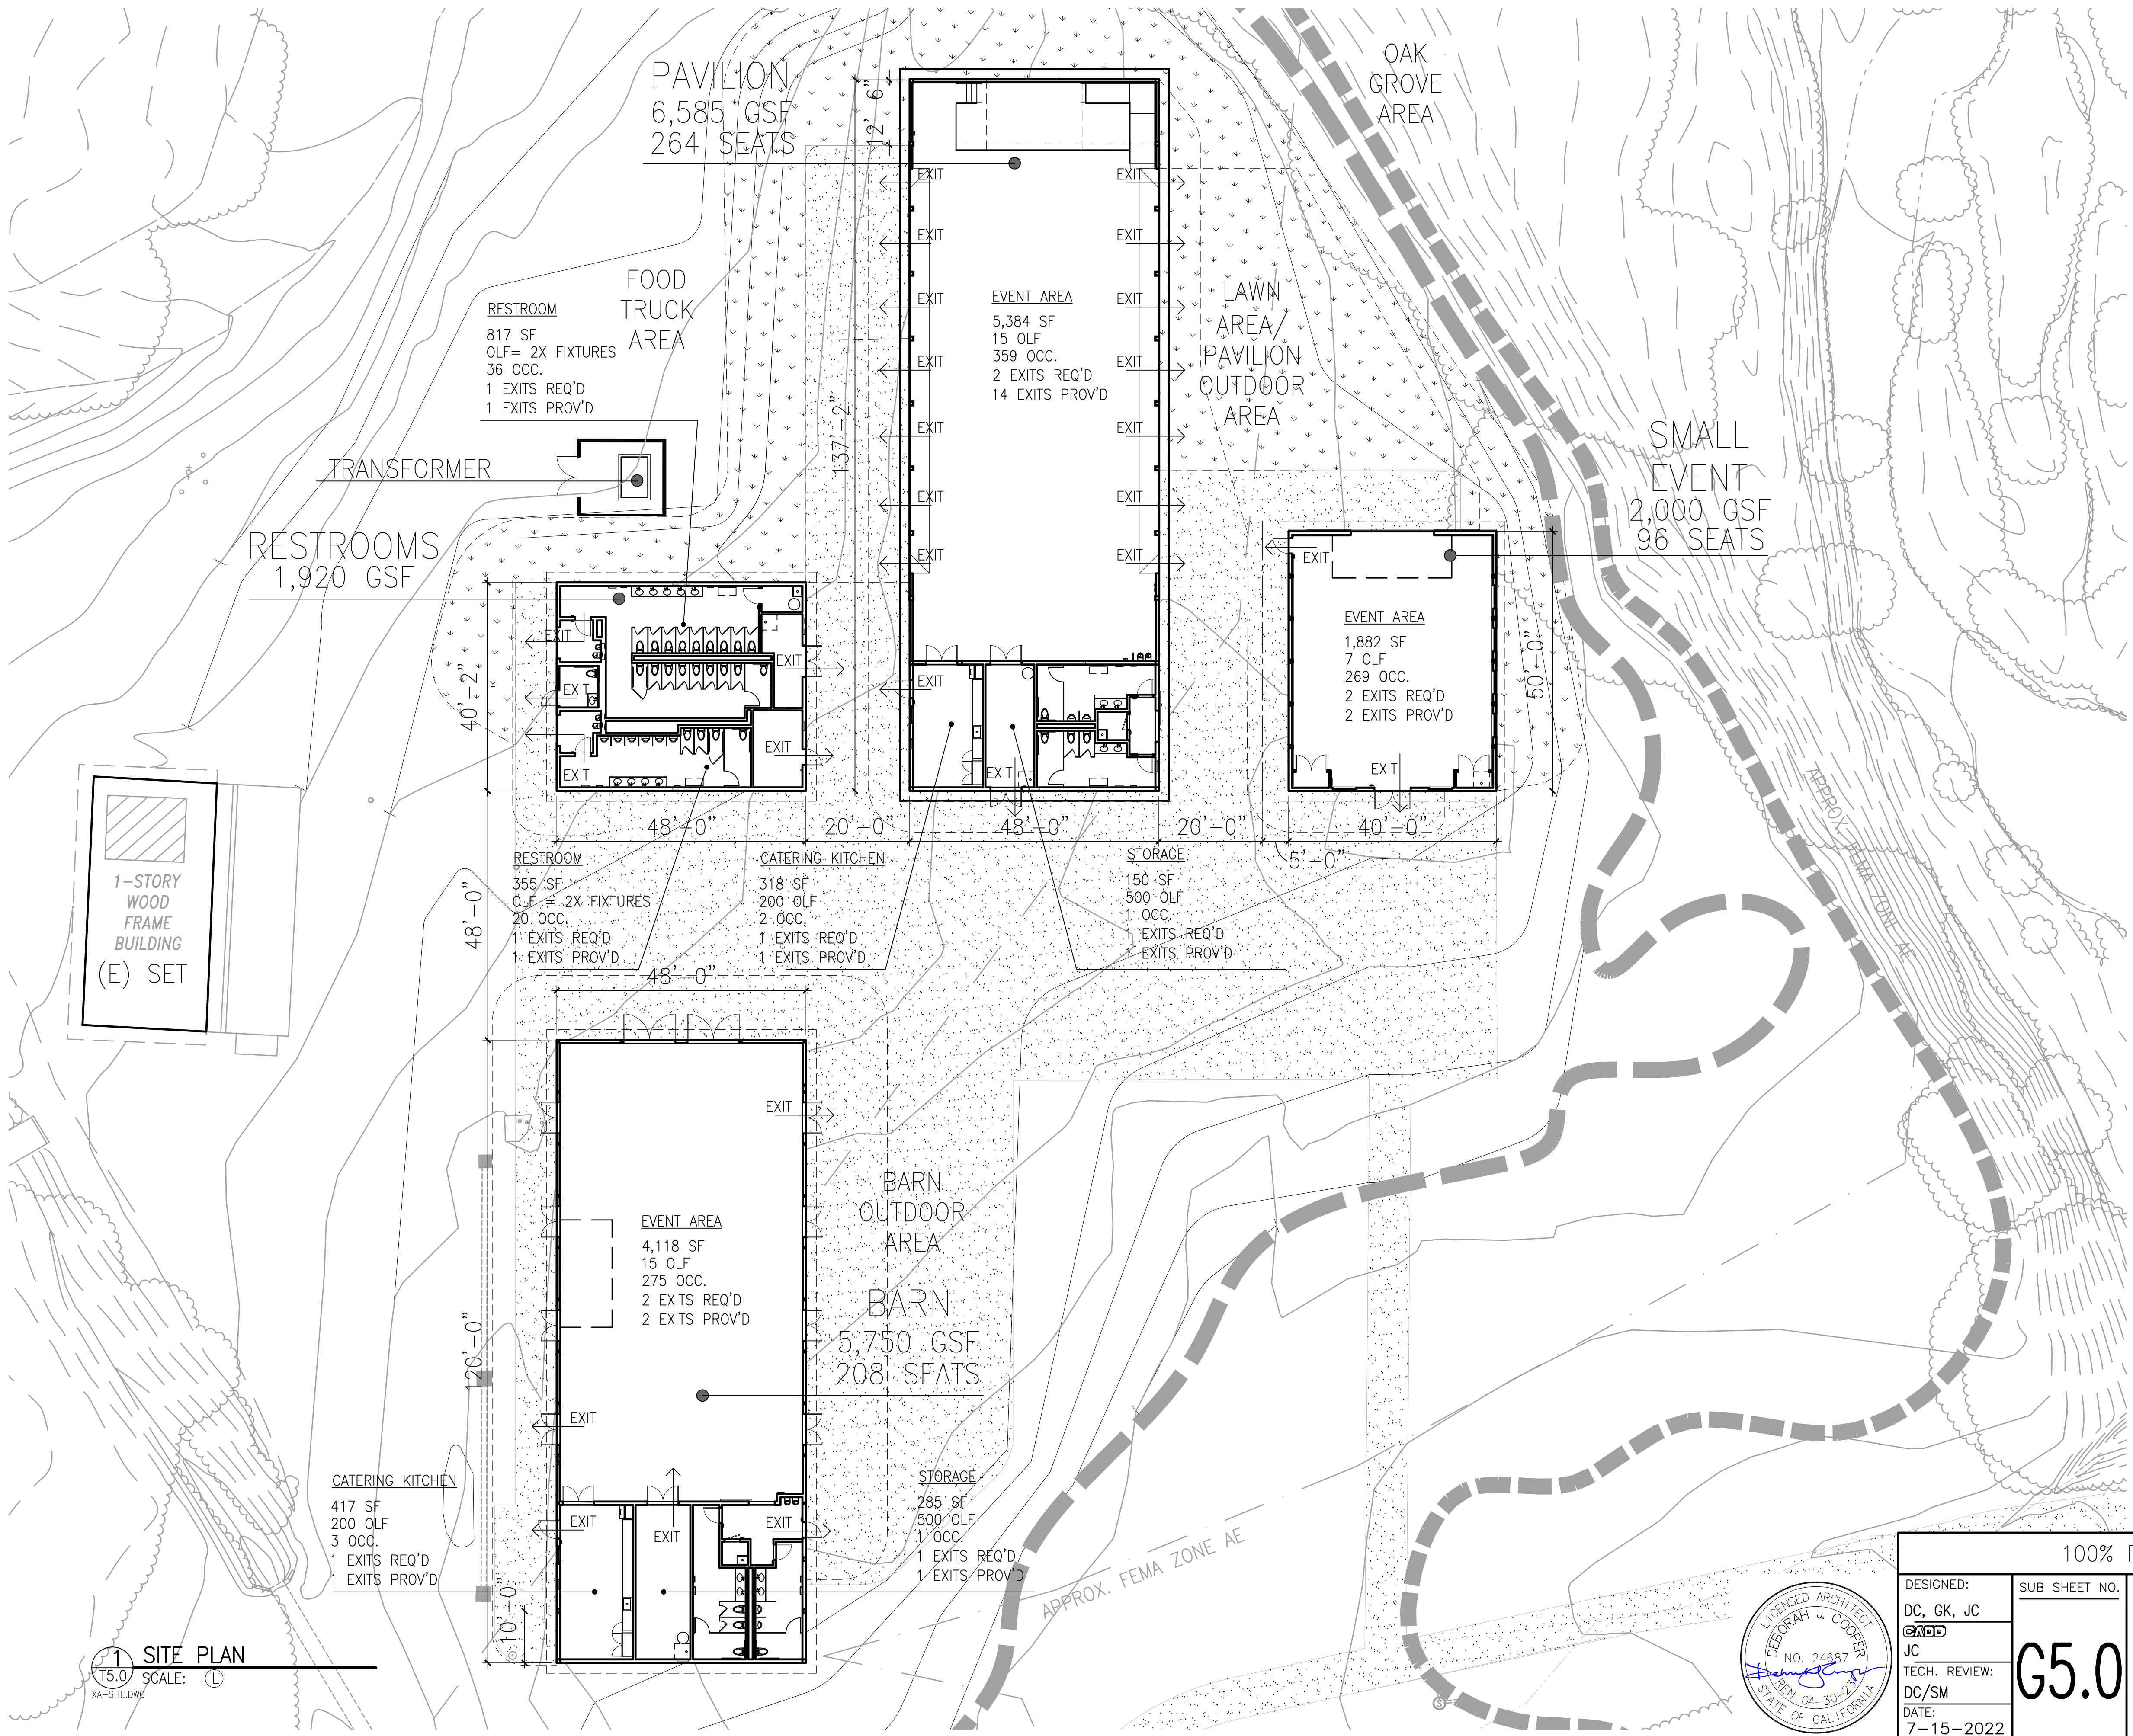 PAVILION
6,585 GSF
264 SEATS
12'-6"
OAK
GROVE
AREA
EXIT
EXIT
EXIT
EXIT
EXIT
EXIT
EXIT
EXIT
EXIT
EXIT
EXIT
EXIT
EXIT
EXIT
EVENT AREA
5,384 SF
15 OLF
359 OCC.
2 EXITS REQ'D
14 EXITS PROV'D
137'-2"
FOOD
TRUCK
AREA
RESTROOM
817 SF
OLF= 2X FIXTURES
36 OCC.
1 EXITS REQ'D
1 EXITS PROV'D
LAWN
AREA/
PAVILION
OUTDOOR
AREA
TRANSFORMER
SMALL
EVENT
2,000 GSF
96 SEATS
RESTROOMS
1,920 GSF
EXIT
EVENT AREA
1,882 SF
7 OLF
269 OCC.
2 EXITS REQ'D
2 EXITS PROV'D
EXIT
50'-0"
40'-2"
EXIT
EXIT
EXIT
EXIT
EXIT
EXIT
EXIT
48'-0"
20'-0"
48'-0"
20'-0"
40'-0"
5'-0"
APPROX. FEMA ZONE AE
1-STORY
WOOD
FRAME
BUILDING
(E) SET
48'-0"
RESTROOM
355 SF
OLF = 2X FIXTURES
20 OCC.
1 EXITS REQ'D
1 EXITS PROV'D
CATERING KITCHEN
318 SF
200 OLF
2 OCC.
1 EXITS REQ'D
1 EXITS PROV'D
STORAGE
150 SF
500 OLF
1 OCC.
1 EXITS REQ'D
1 EXITS PROV'D
48'-0"
EXIT
EVENT AREA
4,118 SF
15 OLF
275 OCC.
2 EXITS REQ'D
2 EXITS PROV'D
BARN
OUTDOOR
AREA
BARN
5,750 GSF
208 SEATS
120'-0"
EXIT
CATERING KITCHEN
417 SF
200 OLF
3 OCC.
1 EXITS REQ'D
1 EXITS PROV'D
EXIT
EXIT
EXIT
STORAGE
285 SF
500 OLF
1 OCC.
1 EXITS REQ'D
1 EXITS PROV'D
10'-0"
APPROX. FEMA ZONE AE
1
T5.0
SITE PLAN
SCALE: L
XA-SITE.DWG
LICENSED ARCHITECT
DEBORAH J. COOPER
NO. 24687
REN. 04-30-23
STATE OF CALIFORNIA
100%
DESIGNED:
DC, GK, JC
CADD
JC
TECH. REVIEW:
DC/SM
DATE:
7-15-2022
SUB SHEET NO.
G5.0